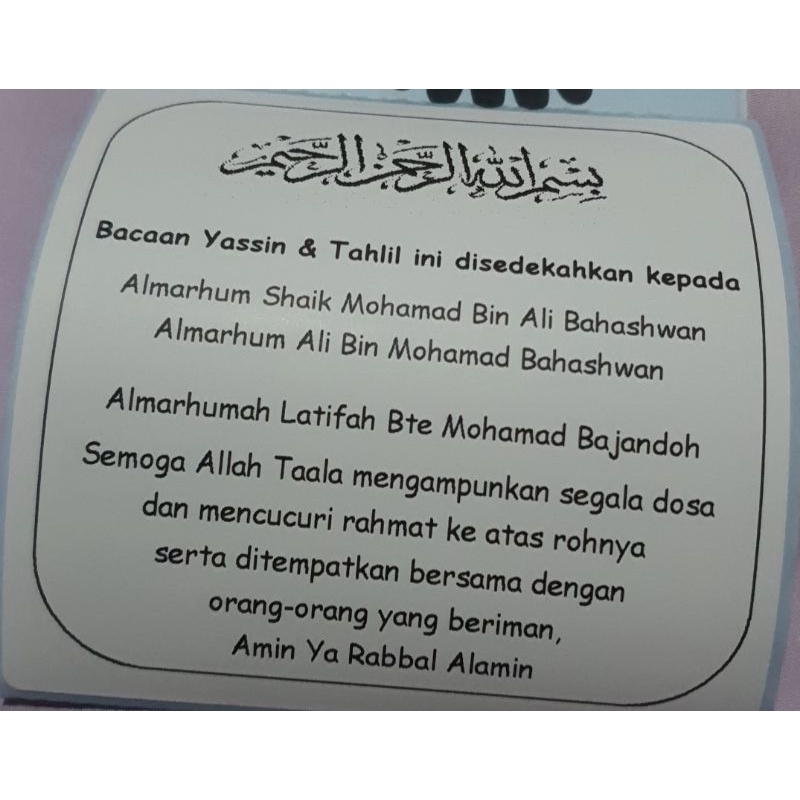 بسم الله الرحمن الرحيم
Bacaan Yassin & Tahlil ini disedekahkan kepada
Almarhum Shaik Mohamad Bin Ali Bahashwan
Almarhum Ali Bin Mohamad Bahashwan
Almarhumah Latifah Bte Mohamad Bajandoh
Semoga Allah Taala mengampunkan segala dosa
dan mencucuri rahmat ke atas rohnya
serta ditempatkan bersama dengan
orang-orang yang beriman,
Amin Ya Rabbal Alamin